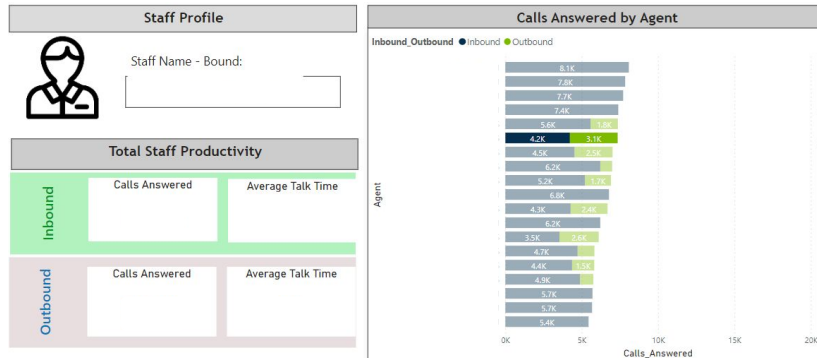 Staff Profile
Staff Name - Bound:
Total Staff Productivity
Inbound
Calls Answered
Average Talk Time
Outbound
Calls Answered
Average Talk Time
Calls Answered by Agent
Inbound_Outbound Inbound Outbound
Agent
8.1K
7.8K
7.7K
7.4K
5.6K 1.8K
4.2K 3.1K
4.5K 2.5K
6.2K
5.2K 1.7K
6.8K
4.3K 2.4K
6.2K
3.5K 2.6K
4.7K
4.4K 1.5K
4.9K
5.7K
5.7K
5.4K
0K 5K 10K 15K 20K
Calls_Answered